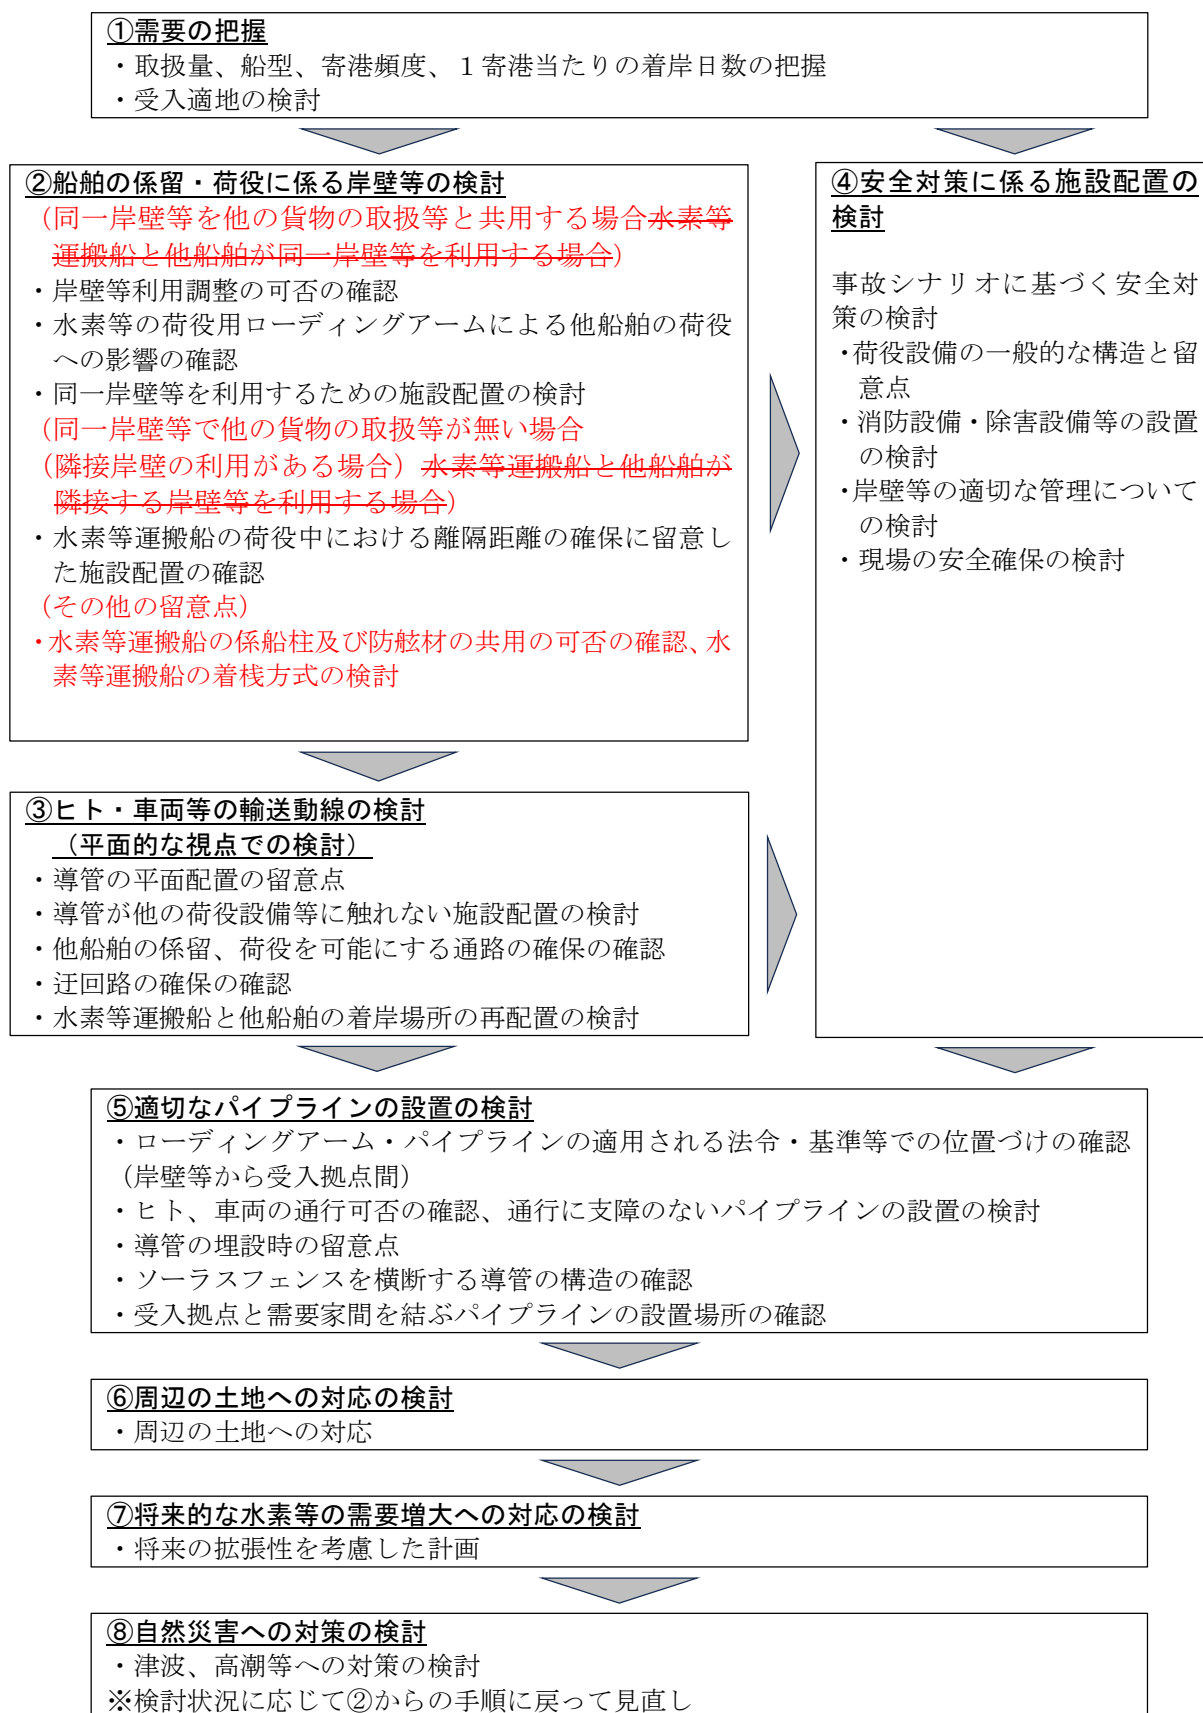 ①需要の把握
・取扱量、船型、寄港頻度、１寄港当たりの着岸日数の把握
・受入適地の検討
②船舶の係留・荷役に係る岸壁等の検討
（同一岸壁等を他の貨物の取扱等と共用する場合水素等
運搬船と他船舶が同一岸壁等を利用する場合）
・岸壁等利用調整の可否の確認
・水素等の荷役用ローディングアームによる他船舶の荷役
への影響の確認
・同一岸壁等を利用するための施設配置の検討
（同一岸壁等で他の貨物の取扱等が無い場合
（隣接岸壁の利用がある場合）水素等運搬船と他船舶が
隣接する岸壁等を利用する場合）
・水素等運搬船の荷役中における離隔距離の確保に留意し
た施設配置の確認
（その他の留意点）
・水素等運搬船の係船柱及び防舷材の共用の可否の確認、水
素等運搬船の着桟方式の検討
③ヒト・車両等の輸送動線の検討
（平面的な視点での検討）
・導管の平面配置の留意点
・導管が他の荷役設備等に触れない施設配置の検討
・他船舶の係留、荷役を可能にする通路の確保の確認
・迂回路の確保の確認
・水素等運搬船と他船舶の着岸場所の再配置の検討
④安全対策に係る施設配置の
検討
事故シナリオに基づく安全対
策の検討
・荷役設備の一般的な構造と留
意点
・消防設備・除害設備等の設置
の検討
・岸壁等の適切な管理について
の検討
・現場の安全確保の検討
⑤適切なパイプラインの設置の検討
・ローディングアーム・パイプラインの適用される法令・基準等での位置づけの確認
（岸壁等から受入拠点間）
・ヒト、車両の通行可否の確認、通行に支障のないパイプラインの設置の検討
・導管の埋設時の留意点
・ソーラスフェンスを横断する導管の構造の確認
・受入拠点と需要家間を結ぶパイプラインの設置場所の確認
⑥周辺の土地への対応の検討
・周辺の土地への対応
⑦将来的な水素等の需要増大への対応の検討
・将来の拡張性を考慮した計画
⑧自然災害への対策の検討
・津波、高潮等への対策の検討
※検討状況に応じて②からの手順に戻って見直し